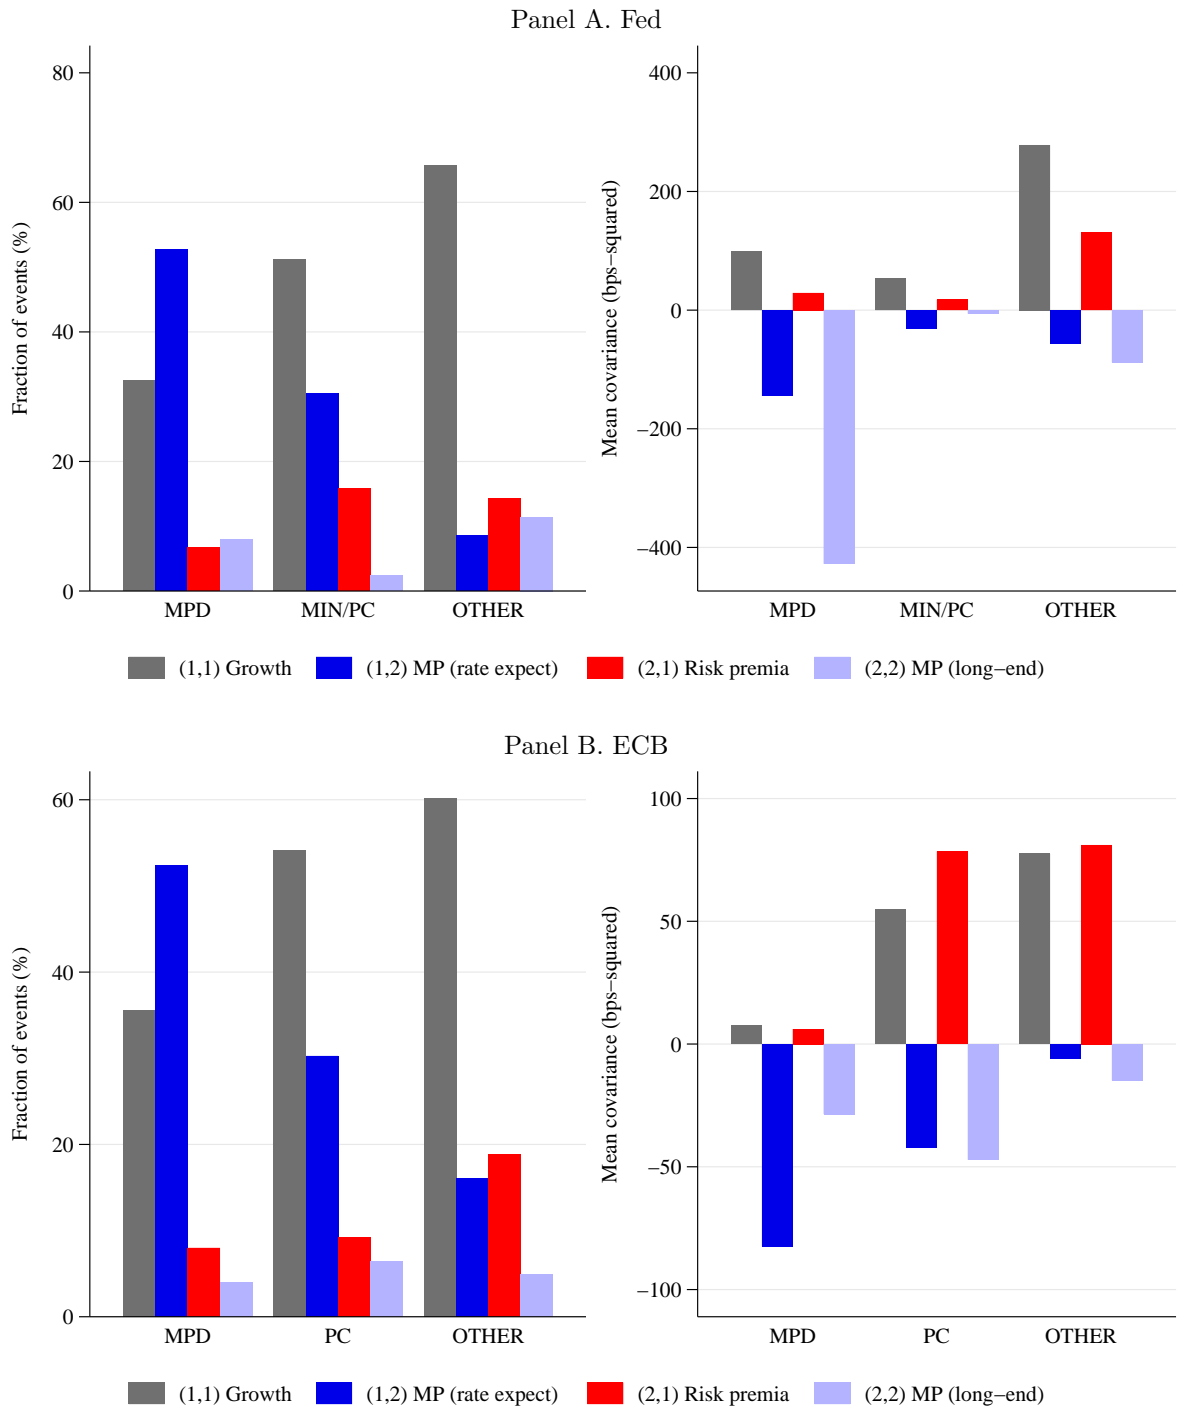 Panel A. Fed
Fraction of events (%)
80
60
40
20
0
MPD MIN/PC OTHER
Mean covariance (bps−squared)
400
200
0
−200
−400
MPD MIN/PC OTHER
(1,1) Growth (1,2) MP (rate expect) (2,1) Risk premia (2,2) MP (long−end)
Panel B. ECB
Fraction of events (%)
60
40
20
0
MPD PC OTHER
Mean covariance (bps−squared)
100
50
0
−50
−100
MPD PC OTHER
(1,1) Growth (1,2) MP (rate expect) (2,1) Risk premia (2,2) MP (long−end)